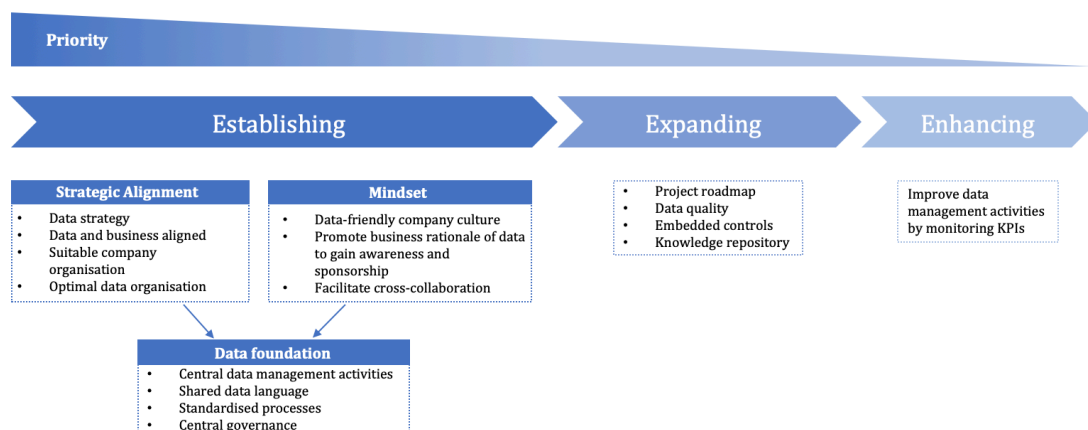 Priority
Establishing
Expanding
Enhancing
Strategic Alignment
• Data strategy
• Data and business aligned
• Suitable company
organisation
• Optimal data organisation
Mindset
• Data-friendly company culture
• Promote business rationale of data
to gain awareness and
sponsorship
• Facilitate cross-collaboration
• Project roadmap
• Data quality
• Embedded controls
• Knowledge repository
Improve data
management activities
by monitoring KPIs
Data foundation
• Central data management activities
• Shared data language
• Standardised processes
• Central governance